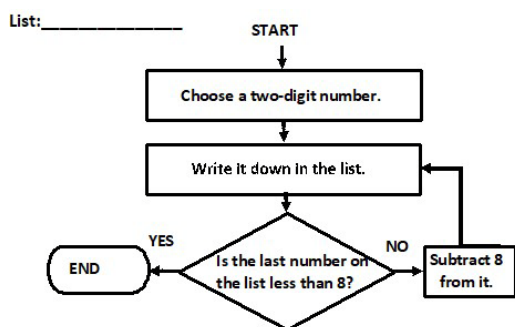 List:_______________
START
Choose a two-digit number.
Write it down in the list.
YES
Is the last number on
the list less than 8?
NO
END
Subtract 8
from it.